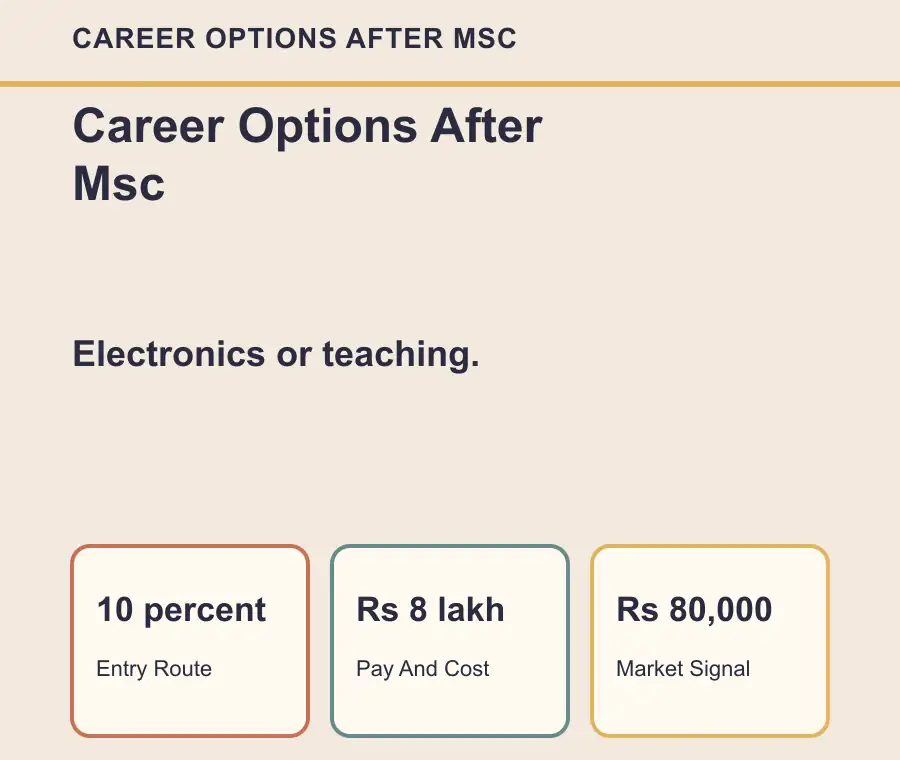 CAREER OPTIONS AFTER MSC
Career Options After
Msc
Electronics or teaching.
10 percent
Entry Route
Rs 8 lakh
Pay And Cost
Rs 80,000
Market Signal